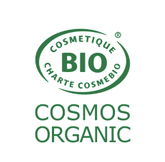 COSMETIQUE
®
BIO
CHARTE COSMEBIO
COSMOS
ORGANIC